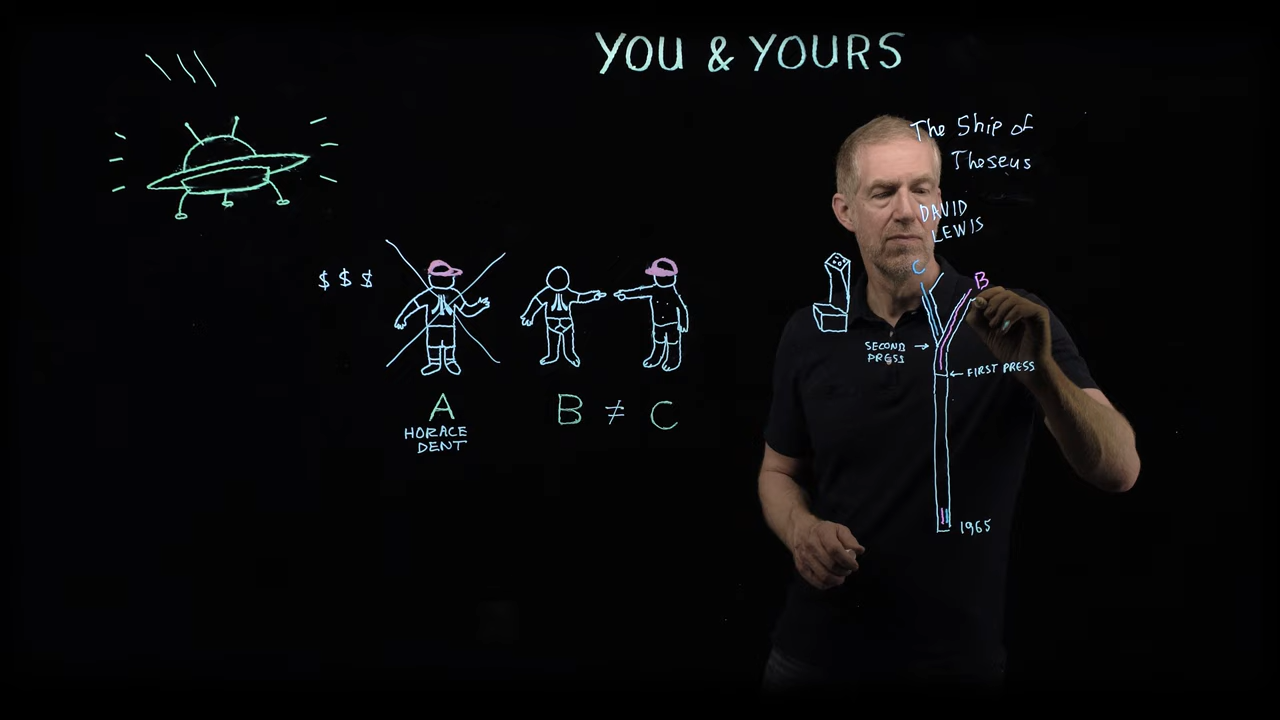 YOU & YOURS
The Ship of
Theseus
DAVID
LEWIS
$ $ $
C
B
SECOND
PRESS
FIRST PRESS
A
B ≠ C
HORACE
DENT
1965